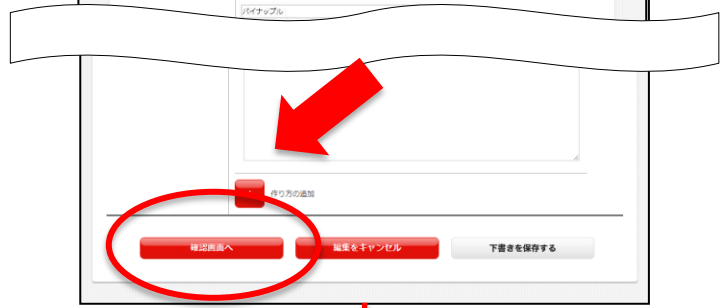 パイナップル
作り方の追加
確認画面へ
編集をキャンセル
下書きを保存する